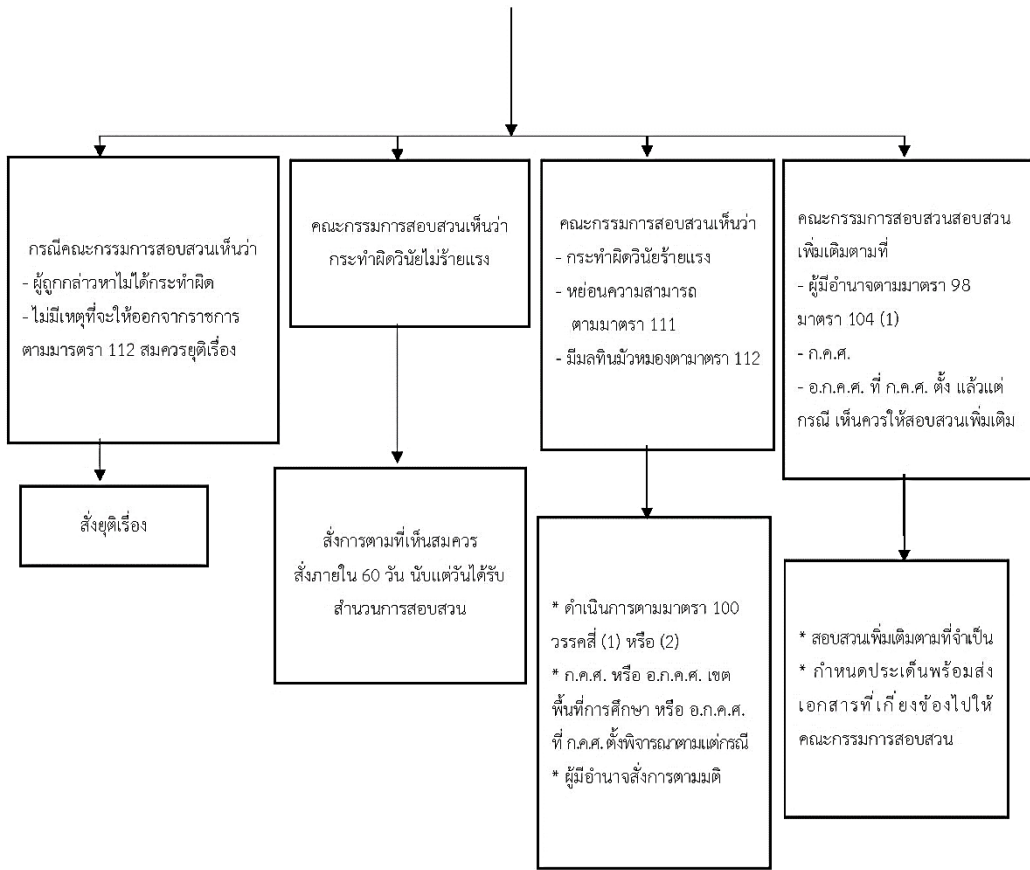 กรณีคณะกรรมการสอบสวนเห็นว่า
- ผู้ถูกกล่าวหาไม่ได้กระทำผิด
- ไม่มีเหตุที่จะให้ออกจากราชการ
ตามมารตรา 112 สมควรยุติเรื่อง
สั่งยุติเรื่อง
คณะกรรมการสอบสวนเห็นว่า
กระทำผิดวินัยไม่ร้ายแรง
สั่งการตามที่เห็นสมควร
สั่งภายใน 60 วัน นับแต่วันได้รับ
สำนวนการสอบสวน
คณะกรรมการสอบสวนเห็นว่า
- กระทำผิดวินัยร้ายแรง
- หย่อนความสามารถ
ตามมาตรา 111
- มีมลทินมัวหมองตามาตรา 112
* ดำเนินการตามมาตรา 100
วรรคสี่ (1) หรือ (2)
* ก.ค.ศ. หรือ อ.ก.ค.ศ. เขต
พื้นที่การศึกษา หรือ อ.ก.ค.ศ.
ที่ ก.ค.ศ. ตั้งพิจารณาตามแต่กรณี
* ผู้มีอำนาจสั่งการตามมติ
คณะกรรมการสอบสวนสอบสวน
เพิ่มเติมตามที่
- ผู้มีอำนาจตามมาตรา 98
มาตรา 104 (1)
- ก.ค.ศ.
- อ.ก.ค.ศ. ที่ ก.ค.ศ. ตั้ง แล้วแต่
กรณี เห็นควรให้สอบสวนเพิ่มเติม
* สอบสวนเพิ่มเติมตามที่จำเป็น
* กำหนดประเด็นพร้อมส่ง
เอกสารที่เกี่ยงข้องไปให้
คณะกรรมการสอบสวน